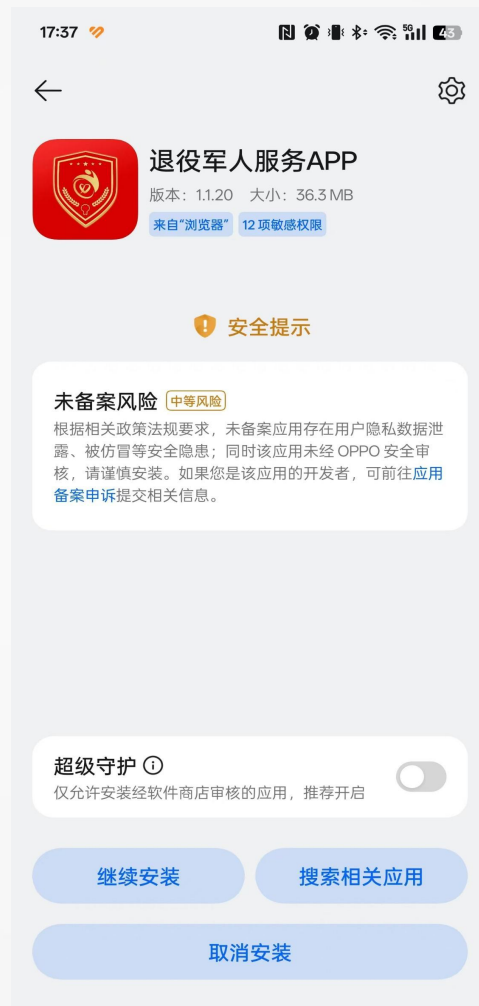 17:37
5G
43
退役军人服务APP
版本：1.1.20 大小：36.3 MB
来自“浏览器” 12 项敏感权限
安全提示
未备案风险 中等风险
根据相关政策法规要求，未备案应用存在用户隐私数据泄
露、被仿冒等安全隐患；同时该应用未经 OPPO 安全审
核，请谨慎安装。如果您是该应用的开发者，可前往应用
备案申诉提交相关信息。
超级守护
仅允许安装经软件商店审核的应用，推荐开启
继续安装 搜索相关应用
取消安装